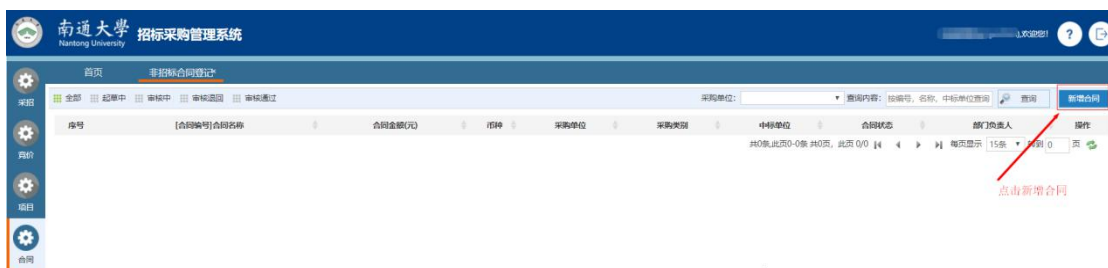 南通大學 招标采购管理系统
Nantong University
),欢迎您! ?
首页 非招标合同登记*
采招
全部 起草中 审核中 审核退回 审核通过 采购单位: 查询内容: 按编号、名称、中标单位查询 查询 新增合同
序号 [合同编号]合同名称 合同金额(元) 币种 采购单位 采购类别 中标单位 合同状态 部门负责人 操作
共0条,此页0-0条 共0页, 此页 0/0 每页显示 15条 到 0 页
竞价
点击新增合同
项目
合同